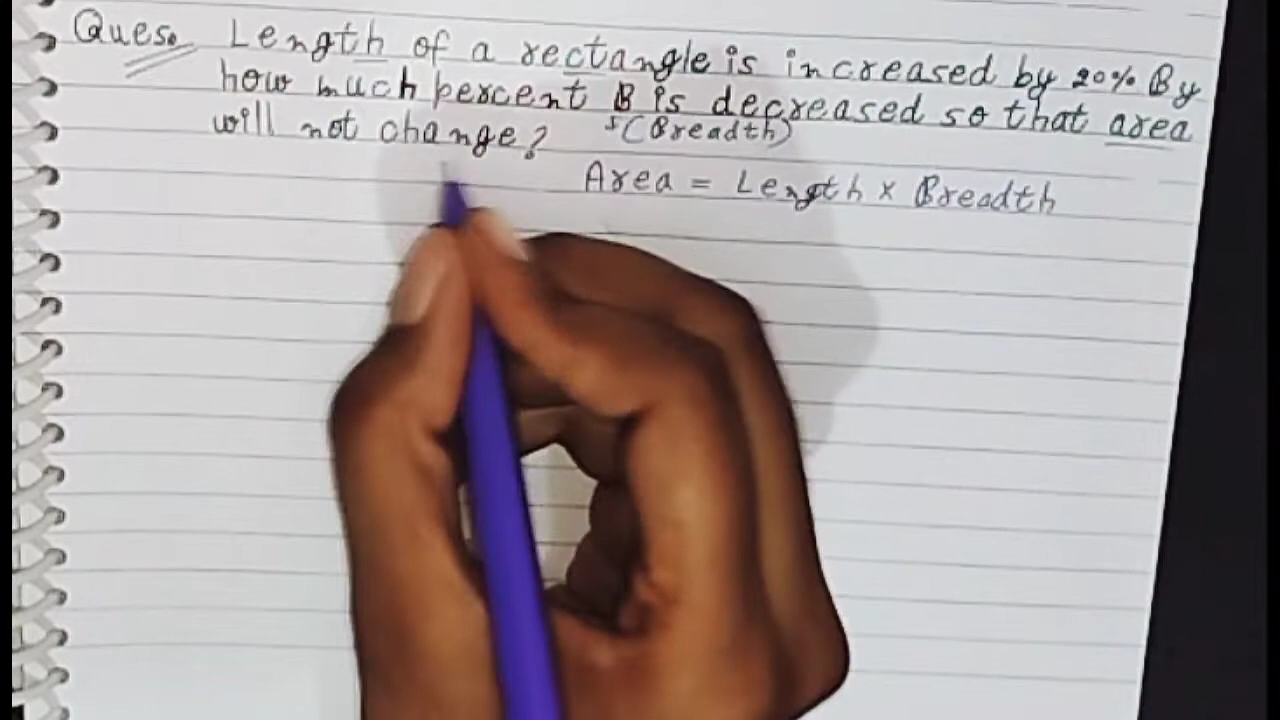 Ques. Length of a rectangle is increased by 20% By
how much percent B is decreased so that area
will not change? (Breadth)
Area = Length × Breadth